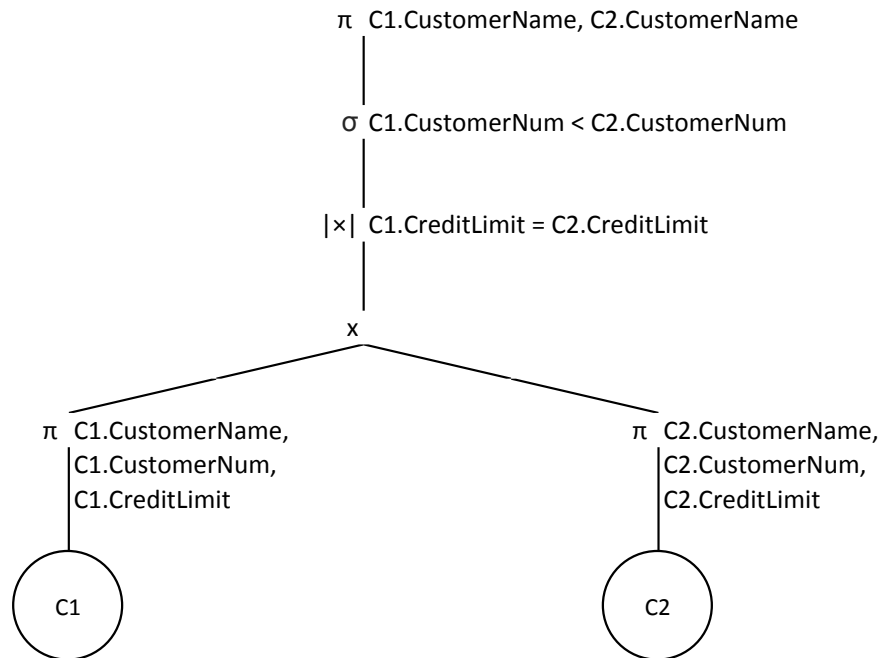 π C1.CustomerName, C2.CustomerName
σ C1.CustomerNum < C2.CustomerNum
|×| C1.CreditLimit = C2.CreditLimit
x
π C1.CustomerName,
C1.CustomerNum,
C1.CreditLimit
π C2.CustomerName,
C2.CustomerNum,
C2.CreditLimit
C1
C2